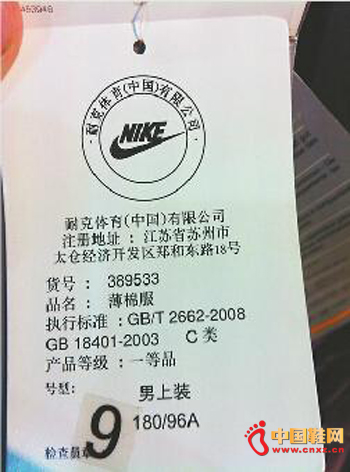 耐克体育(中国)有限公司
NIKE
耐克体育(中国)有限公司
注册地址：江苏省苏州市
太仓经济开发区郑和东路18号
货号：389533
品名：薄棉服
执行标准：GB/T 2662-2008
GB 18401-2003 C 类
产品等级：一等品
号型：男上装
180/96A
检查员章
9
中国鞋网
www.cnxz.cn